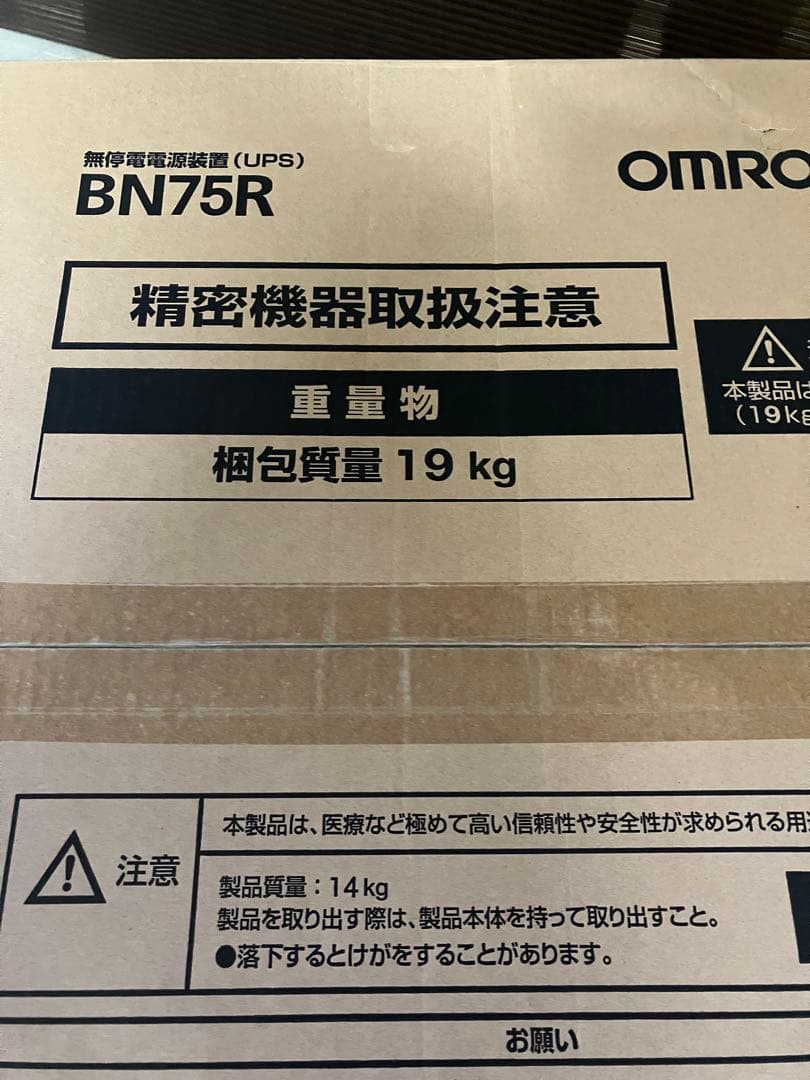 無停電電源装置(UPS)
BN75R
OMRO
精密機器取扱注意
重量物
梱包質量 19 kg
本製品は
(19kg
注意
本製品は、医療など極めて高い信頼性や安全性が求められる用
製品質量：14kg
製品を取り出す際は、製品本体を持って取り出すこと。
●落下するとけがをすることがあります。
お願い